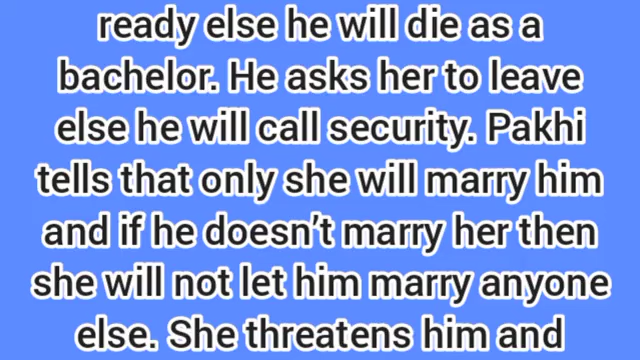 ready else he will die as a
bachelor. He asks her to leave
else he will call security. Pakhi
tells that only she will marry him
and if he doesn’t marry her then
she will not let him marry anyone
else. She threatens him and